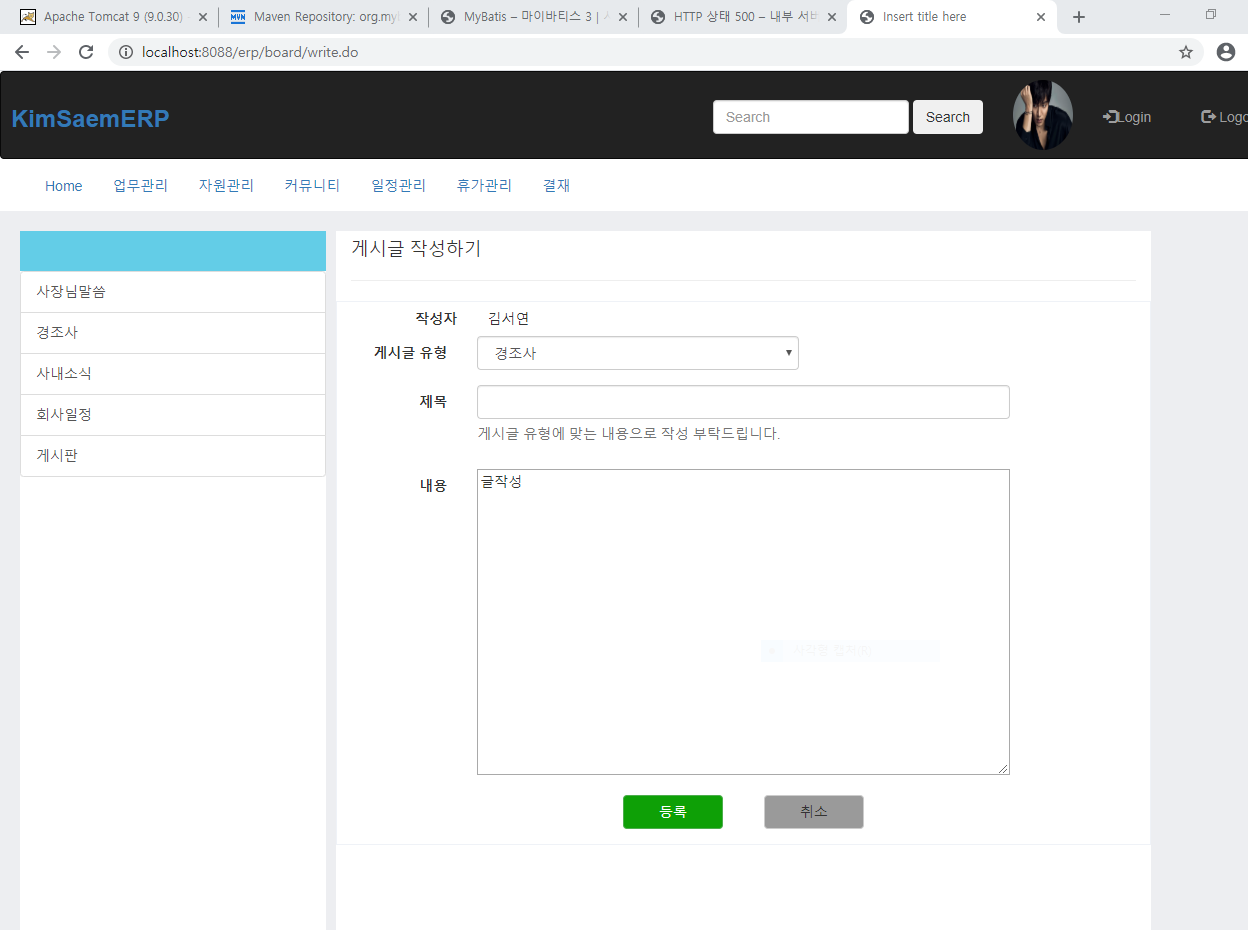 Apache Tomcat 9 (9.0.30)
Maven Repository: org.my
MyBatis – 마이바티스 3 |
HTTP 상태 500 – 내부 서버
Insert title here
localhost:8088/erp/board/write.do
KimSaemERP
Search
Search
Login
Logo
Home
업무관리
자원관리
커뮤니티
일정관리
휴가관리
결재
사장님말씀
경조사
사내소식
회사일정
게시판
게시글 작성하기
작성자
김서연
게시글 유형
경조사
제목
게시글 유형에 맞는 내용으로 작성 부탁드립니다.
내용
글작성
등록
취소